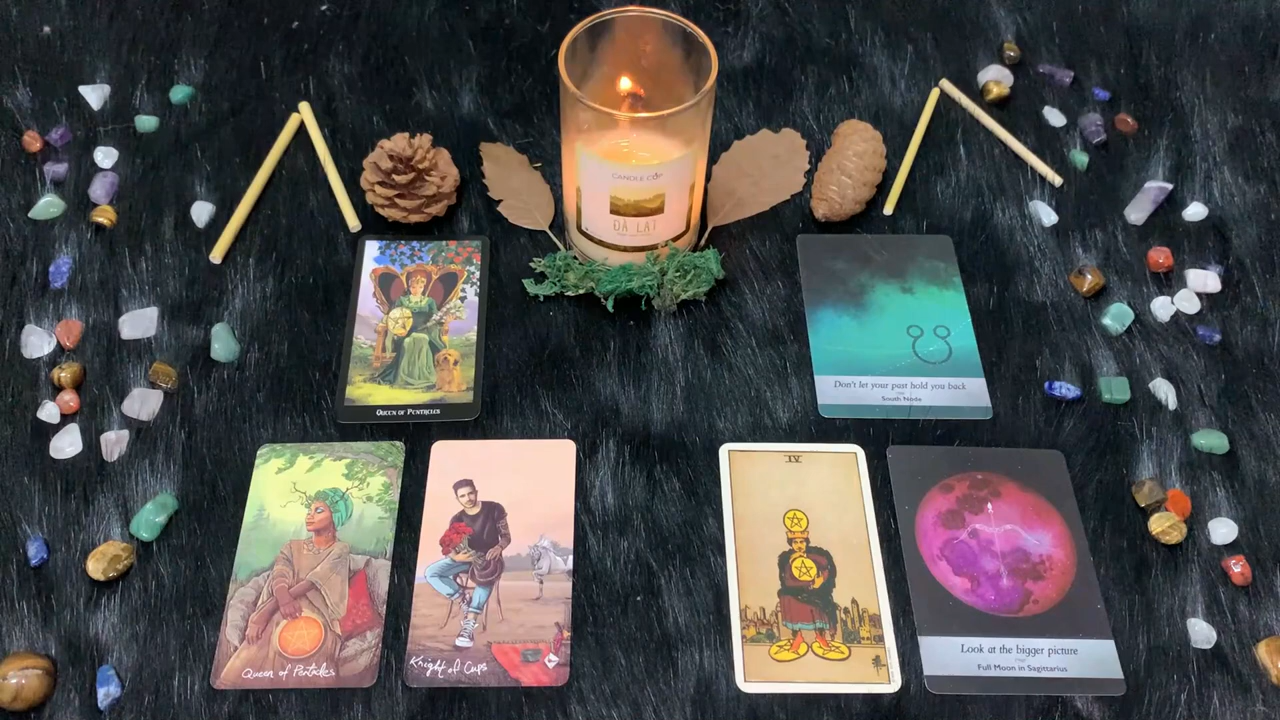 CANDLE CUP
ĐÀ LẠT
QUEEN OF PENTACLES
Don't let your past hold you back
South Node
Queen of Pentacles
Knight of Cups
IV
Look at the bigger picture
Full Moon in Sagittarius